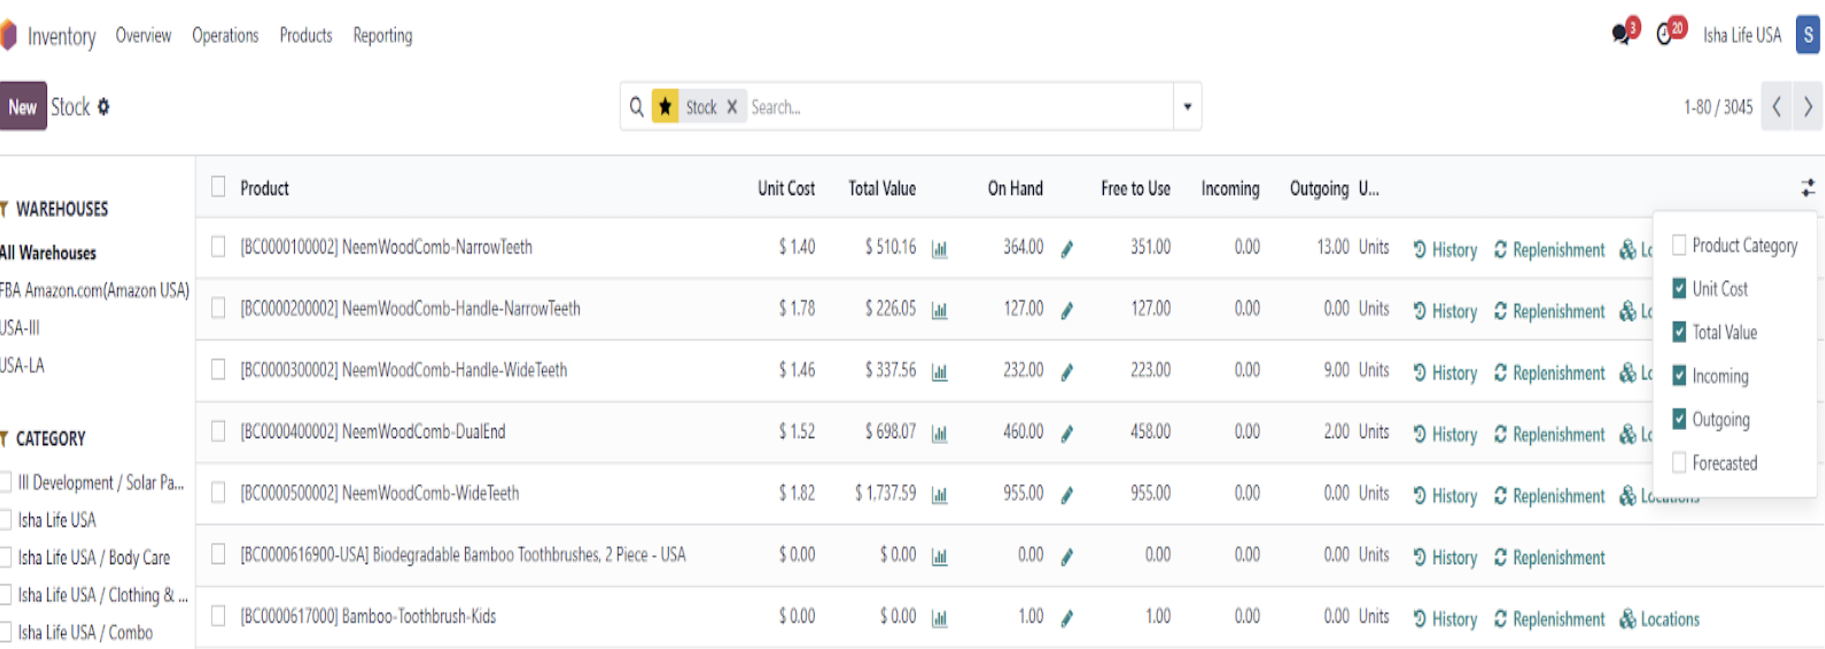 Inventory Overview Operations Products Reporting 3 20 Isha Life USA S
New Stock Stock Search... 1-80 / 3045
Product Unit Cost Total Value On Hand Free to Use Incoming Outgoing U...
WAREHOUSES
All Warehouses
FBA Amazon.com(Amazon USA)
USA-III
USA-LA
CATEGORY
III Development / Solar Pa...
Isha Life USA
Isha Life USA / Body Care
Isha Life USA / Clothing & ...
Isha Life USA / Combo
[BC0000100002] NeemWoodComb-NarrowTeeth $ 1.40 $ 510.16 364.00 351.00 0.00 13.00 Units History Replenishment Lo
[BC0000200002] NeemWoodComb-Handle-NarrowTeeth $ 1.78 $ 226.05 127.00 127.00 0.00 0.00 Units History Replenishment Lo
[BC0000300002] NeemWoodComb-Handle-WideTeeth $ 1.46 $ 337.56 232.00 223.00 0.00 9.00 Units History Replenishment Lo
[BC0000400002] NeemWoodComb-DualEnd $ 1.52 $ 698.07 460.00 458.00 0.00 2.00 Units History Replenishment Lo
[BC0000500002] NeemWoodComb-WideTeeth $ 1.82 $ 1,737.59 955.00 955.00 0.00 0.00 Units History Replenishment Locations
[BC0000616900-USA] Biodegradable Bamboo Toothbrushes, 2 Piece - USA $ 0.00 $ 0.00 0.00 0.00 0.00 0.00 Units History Replenishment
[BC0000617000] Bamboo-Toothbrush-Kids $ 0.00 $ 0.00 1.00 1.00 0.00 0.00 Units History Replenishment Locations
Product Category
Unit Cost
Total Value
Incoming
Outgoing
Forecasted